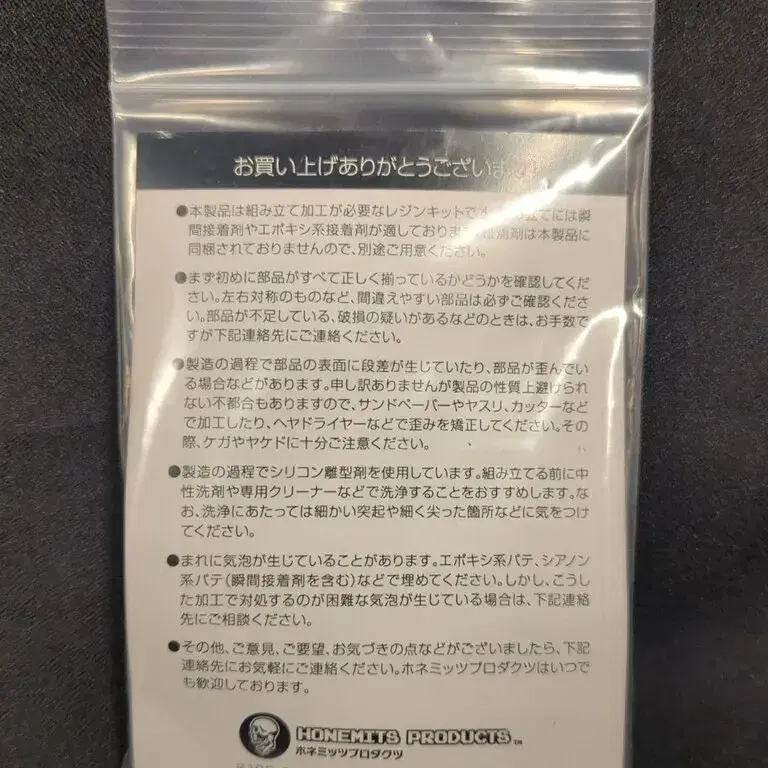 お買い上げありがとうございま
●本製品は組み立て加工が必要なレジンキットです
には瞬
間接着剤やエポキシ系接着剤が適しておりま
剤は本製品に
同梱されておりませんので、別途ご用意ください。
●まず初めに部品がすべて正しく揃っているかどうかを確認してくだ
さい。左右対称のものなど、間違えやすい部品は必ずご確認くださ
い。部品が不足している、破損の疑いがあるなどのときは、お手数で
すが下記連絡先にご連絡ください。
●製造の過程で部品の表面に段差が生じていたり、部品が歪んでい
る場合などがあります。申し訳ありませんが製品の性質上避けられ
ない不都合もありますので、サンドペーパーやヤスリ、カッターなど
で加工したり、ヘヤドライヤーなどで歪みを矯正してください。その
際、ケガやヤケドに十分ご注意ください。
●製造の過程でシリコン離型剤を使用しています。組み立てる前に中
性洗剤や専用クリーナーなどで洗浄することをおすすめします。な
お、洗浄にあたっては細かい突起や細く尖った箇所などに気をつけ
てください。
●まれに気泡が生じていることがあります。エポキシ系パテ、シアノン
系パテ(瞬間接着剤を含む)などで埋めてください。しかし、こうし
た加工で対処するのが困難な気泡が生じている場合は、下記連絡
先にご相談ください。
●その他、ご意見、ご要望、お気づきの点などがございましたら、下記
連絡先にお気軽にご連絡ください。ホネミッツプロダクツはいつで
も歓迎しております。
HONEMITS PRODUCTS™
ホネミッツプロダクツ